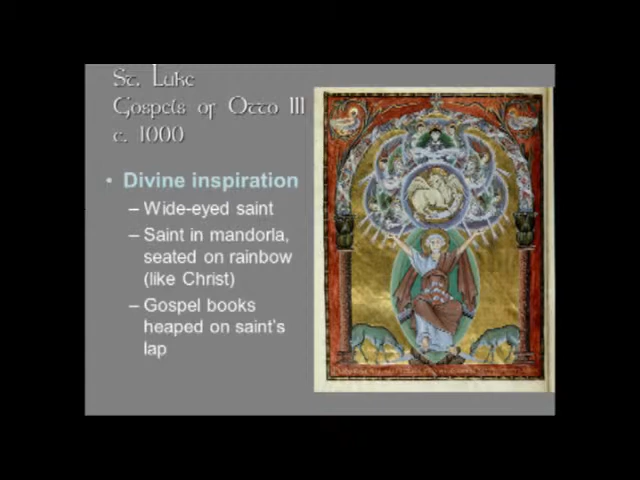 St. Luke
Gospels of Otto III
c. 1000
• Divine inspiration
– Wide-eyed saint
– Saint in mandorla,
seated on rainbow
(like Christ)
– Gospel books
heaped on saint's
lap